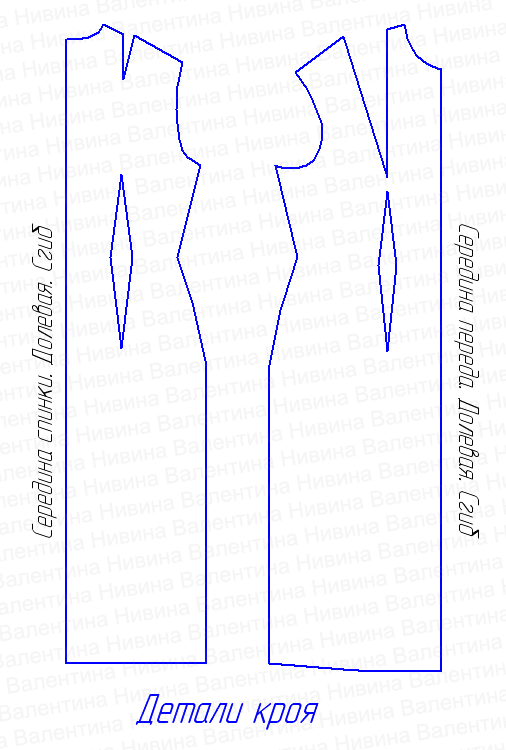 Середина спинки. Долевая. Сгиб
Середина переда. Долевая. Сгиб
Детали кроя
Нивина Валентина